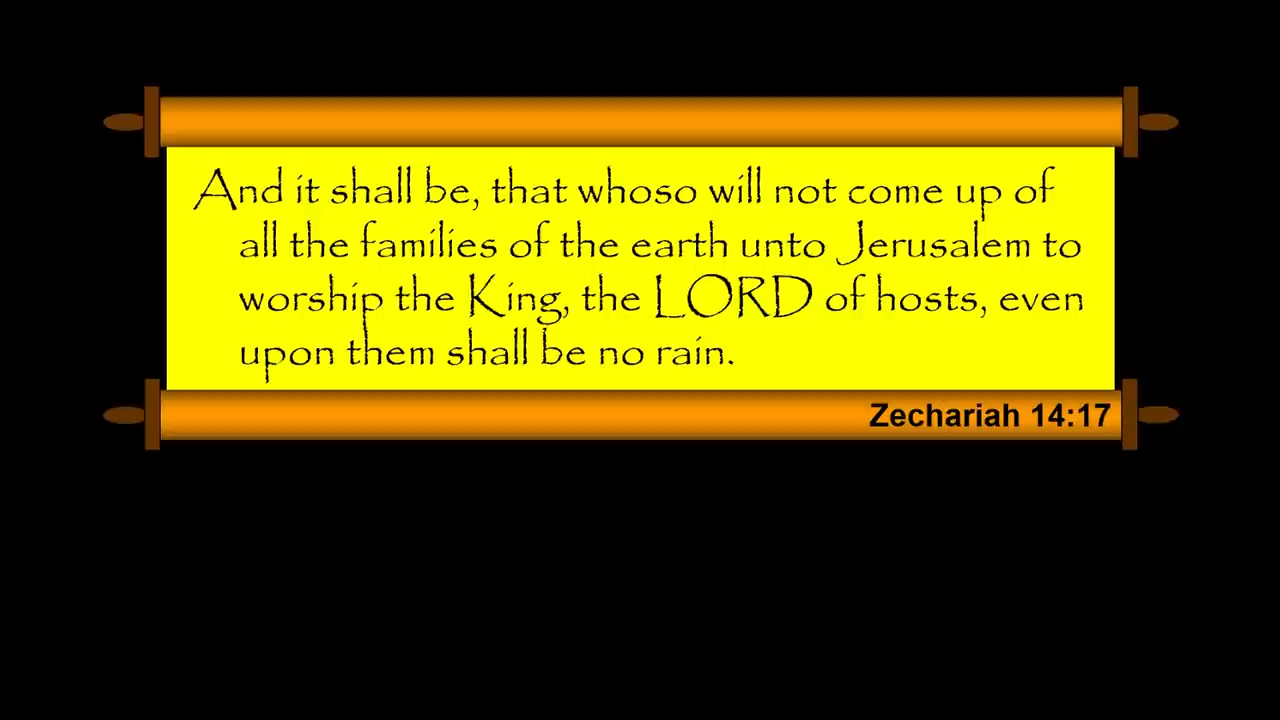 And it shall be, that whoso will not come up of
all the families of the earth unto Jerusalem to
worship the King, the LORD of hosts, even
upon them shall be no rain.
Zechariah 14:17